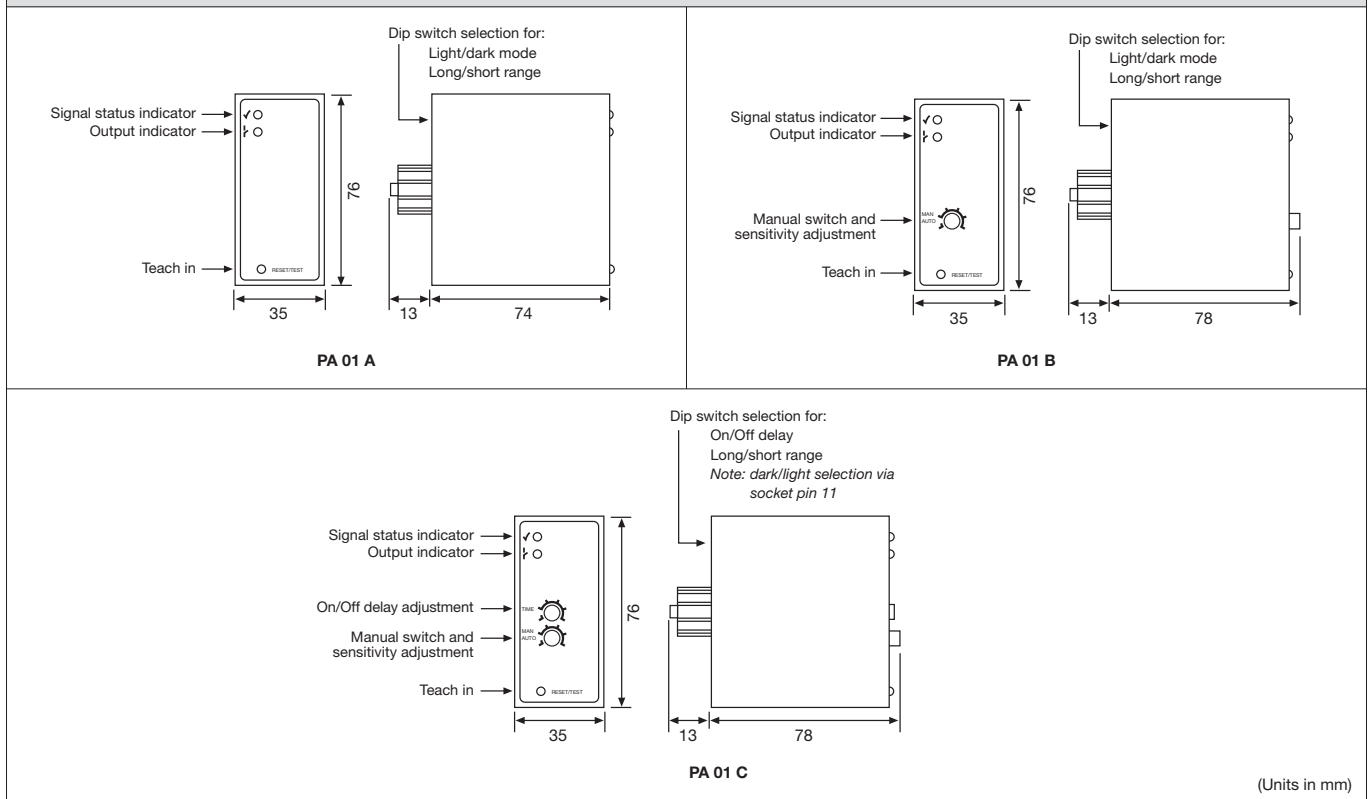 Dip switch selection for:
Light/dark mode
Long/short range
Signal status indicator
Output indicator
Teach in
RESET/TEST
76
35
13
74
PA 01 A
Dip switch selection for:
Light/dark mode
Long/short range
Signal status indicator
Output indicator
Manual switch and
sensitivity adjustment
MAN
AUTO
Teach in
RESET/TEST
76
35
13
78
PA 01 B
Dip switch selection for:
On/Off delay
Long/short range
Note: dark/light selection via
socket pin 11
Signal status indicator
Output indicator
On/Off delay adjustment
TIME
Manual switch and
sensitivity adjustment
MAN
AUTO
Teach in
RESET/TEST
76
35
13
78
PA 01 C
(Units in mm)